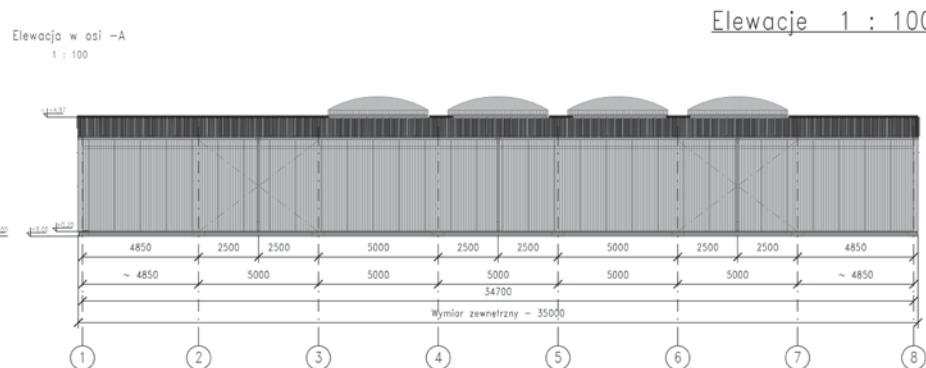 Elewacje 1 : 100
Elewacja w osi -A
1 : 100
4850 2500 2500 5000 2500 2500 5000 2500 2500 4850
~ 4850 5000 5000 5000 5000 5000 ~ 4850
34700
Wymiar zewnętrzny - 35000
1 2 3 4 5 6 7 8